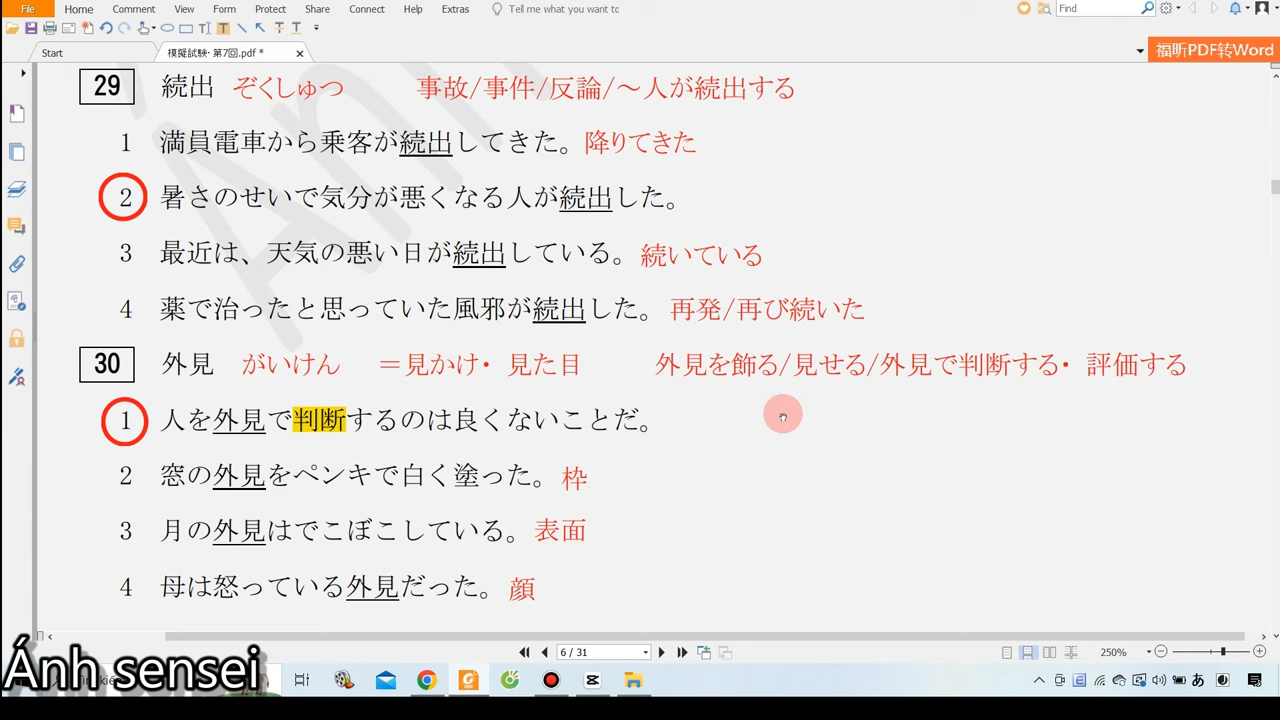 File Home Comment View Form Protect Share Connect Help Extras Tell me what you want to Find
Start 模擬試験・第7回.pdf * 福昕PDF转Word
29 続出 ぞくしゅつ 事故/事件/反論/～人が続出する
1 満員電車から乗客が続出してきた。降りてきた
2 暑さのせいで気分が悪くなる人が続出した。
3 最近は、天気の悪い日が続出している。続いている
4 薬で治ったと思っていた風邪が続出した。再発/再び続いた
30 外見 がいけん ＝見かけ・見た目 外見を飾る/見せる/外見で判断する・評価する
1 人を外見で判断するのは良くないことだ。
2 窓の外見をペンキで白く塗った。枠
3 月の外見はでこぼこしている。表面
4 母は怒っている外見だった。顔
6 / 31 250%
Ánh sensei